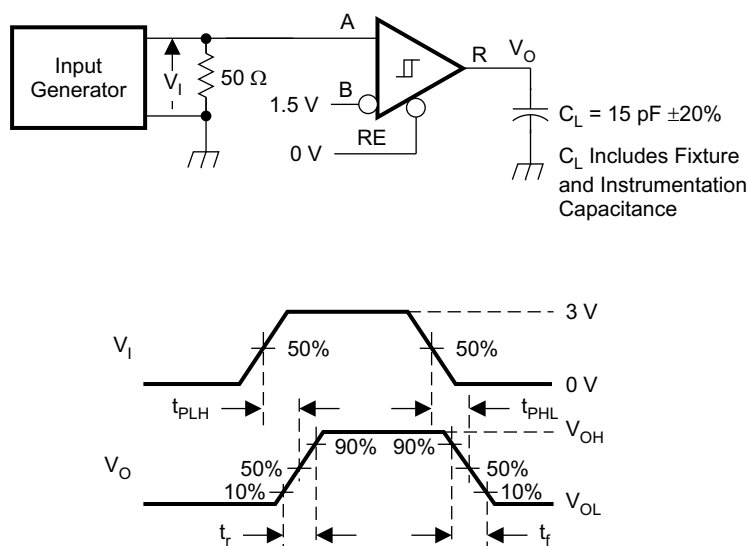 Input
Generator
V_I
50 Ω
A
B
1.5 V
RE
0 V
R
V_O
C_L = 15 pF ±20%
C_L Includes Fixture
and Instrumentation
Capacitance
3 V
V_I
50%
50%
0 V
t_PLH
t_PHL
V_OH
90%
90%
V_O
50%
50%
10%
10%
V_OL
t_r
t_f